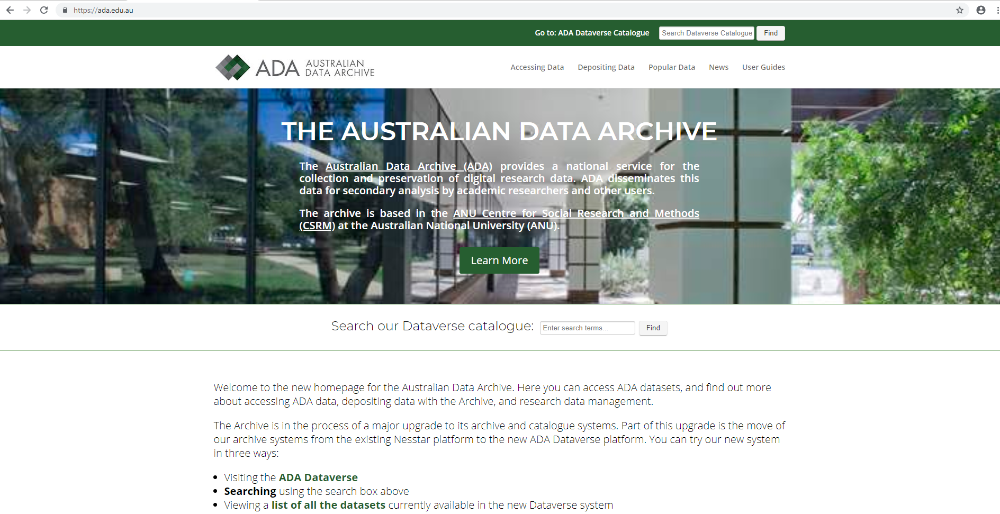 https://ada.edu.au
Go to: ADA Dataverse Catalogue
Search Dataverse Catalogue
Find
ADA AUSTRALIAN
DATA ARCHIVE
Accessing Data
Depositing Data
Popular Data
News
User Guides
THE AUSTRALIAN DATA ARCHIVE
The Australian Data Archive (ADA) provides a national service for the
collection and preservation of digital research data. ADA disseminates this
data for secondary analysis by academic researchers and other users.
The archive is based in the ANU Centre for Social Research and Methods
(CSRM) at the Australian National University (ANU).
Learn More
Search our Dataverse catalogue:
Enter search terms...
Find
Welcome to the new homepage for the Australian Data Archive. Here you can access ADA datasets, and find out more
about accessing ADA data, depositing data with the Archive, and research data management.
The Archive is in the process of a major upgrade to its archive and catalogue systems. Part of this upgrade is the move of
our archive systems from the existing Nesstar platform to the new ADA Dataverse platform. You can try our new system
in three ways:
• Visiting the ADA Dataverse
• Searching using the search box above
• Viewing a list of all the datasets currently available in the new Dataverse system